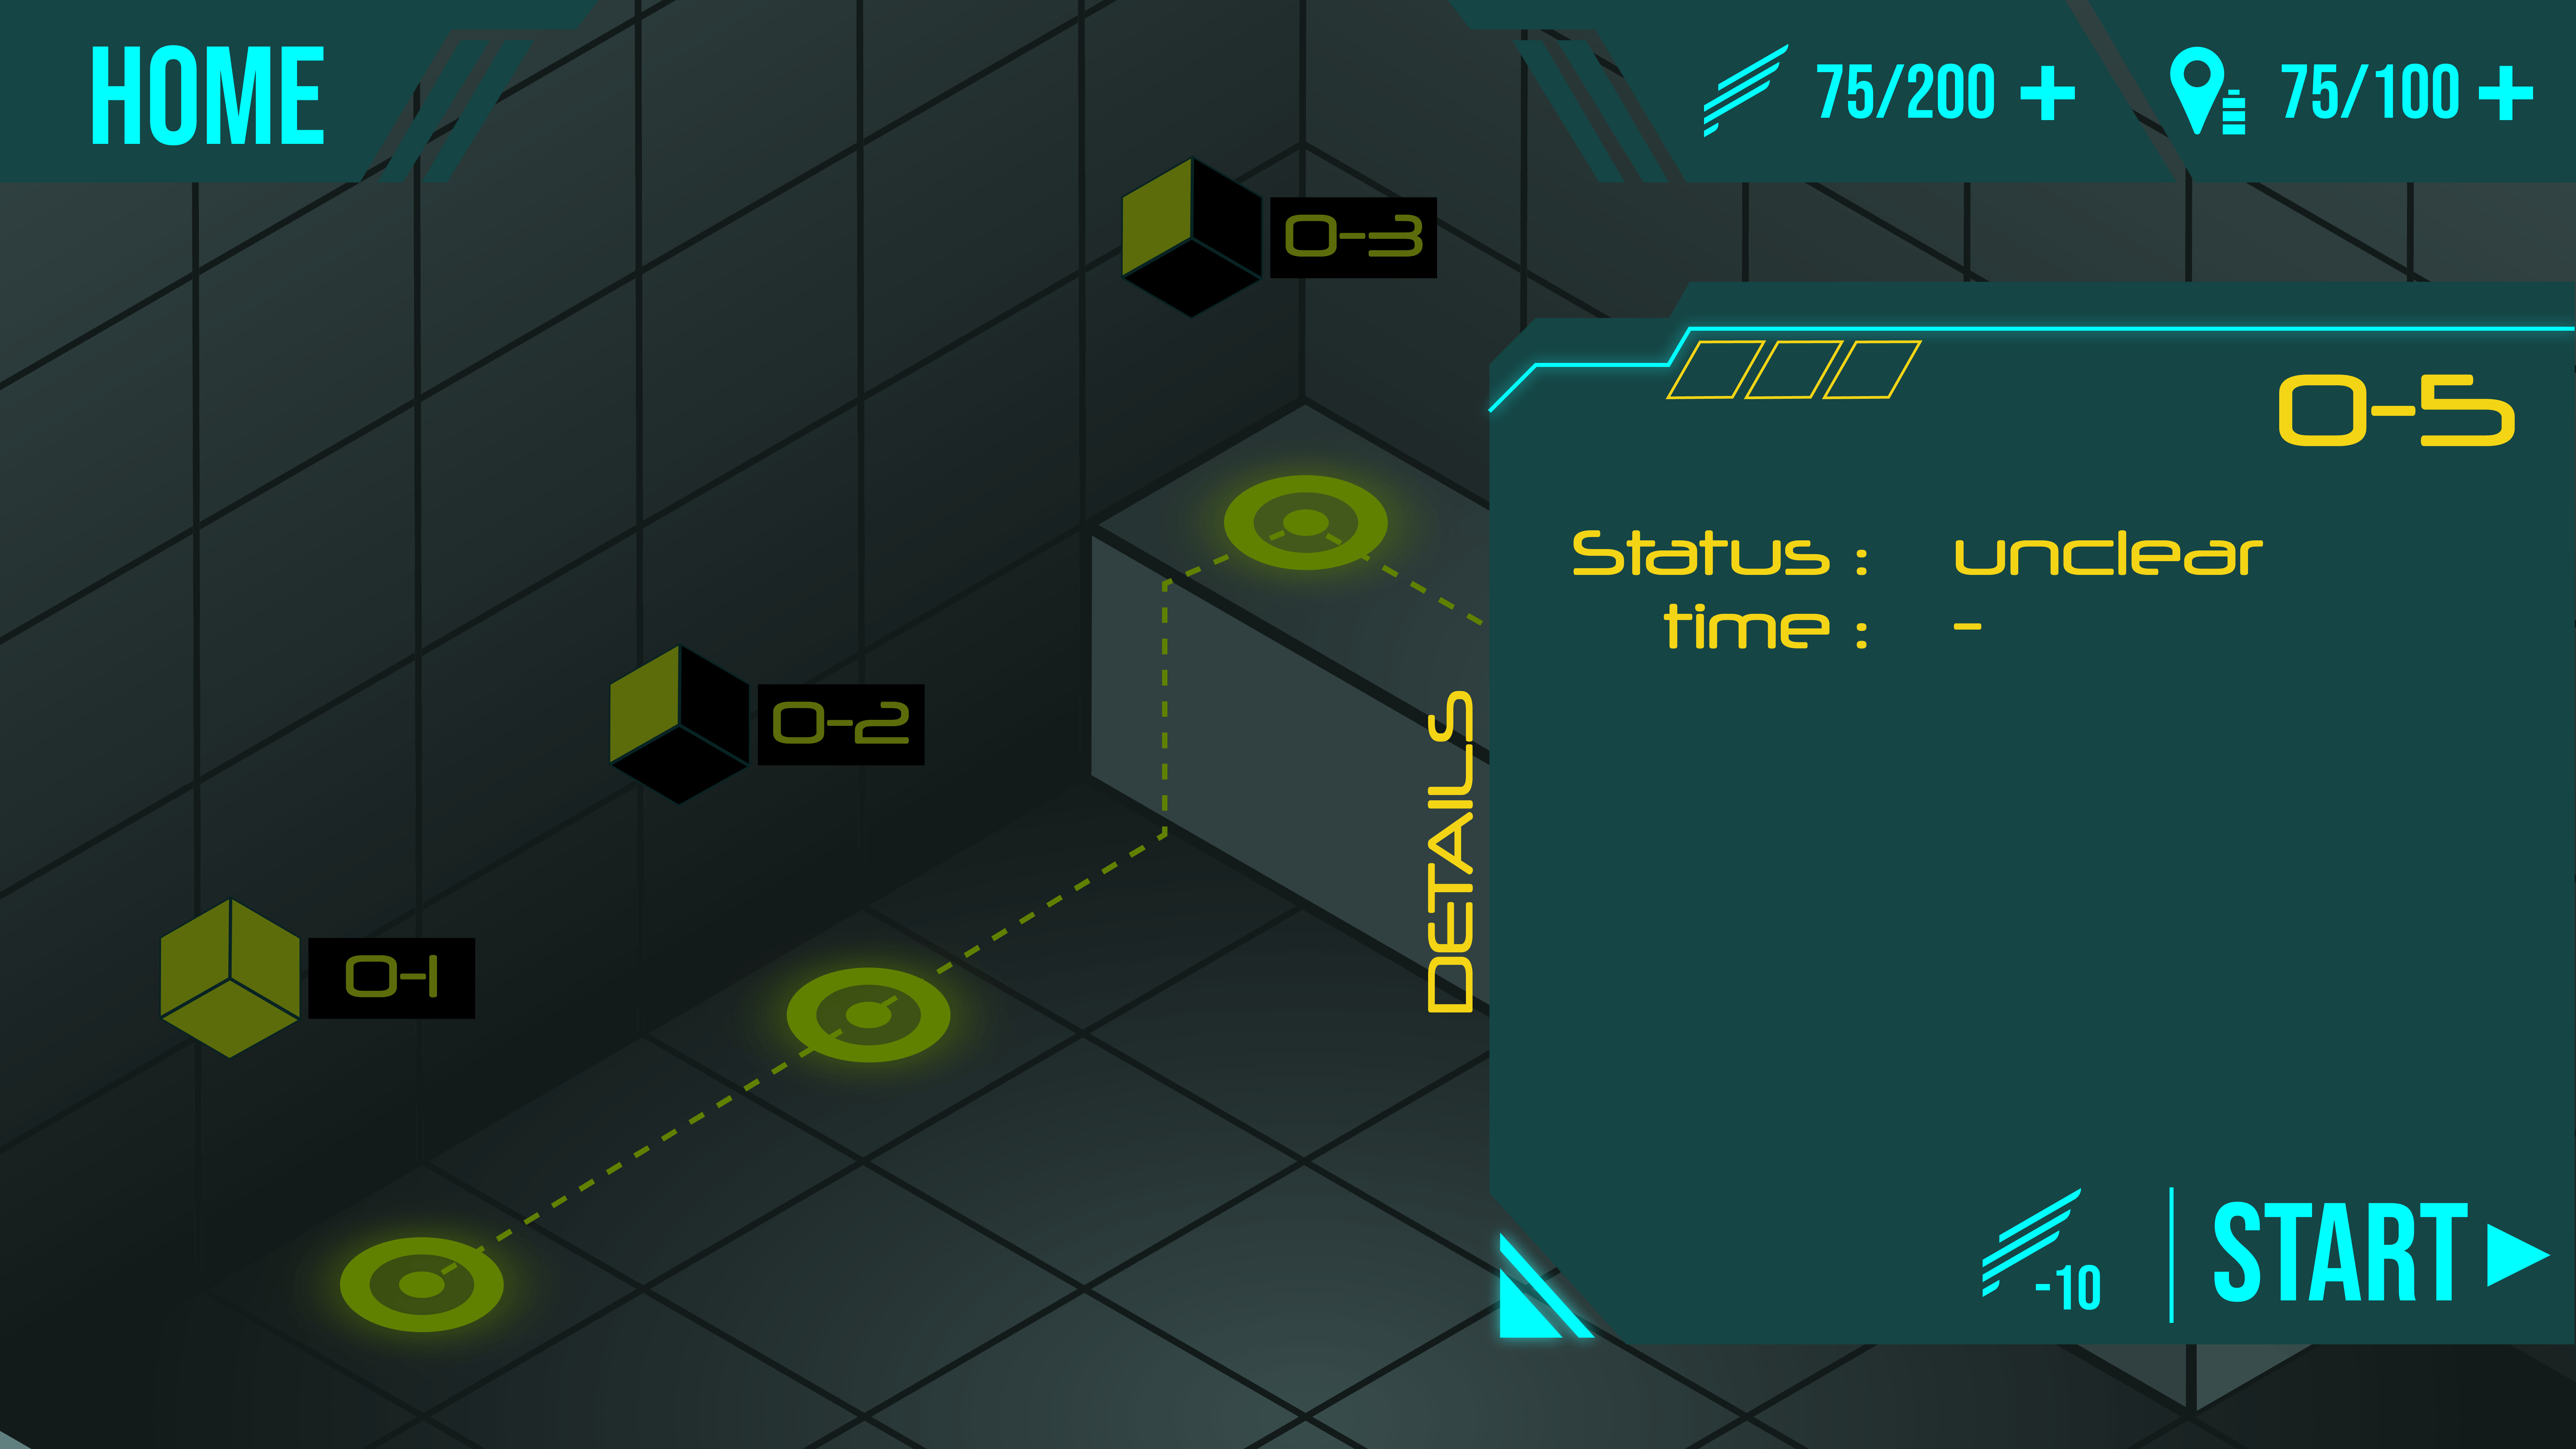 HOME
75/200 +
75/100 +
0-3
0-5
Status : unclear
time : -
0-2
DETAILS
0-1
-10
START